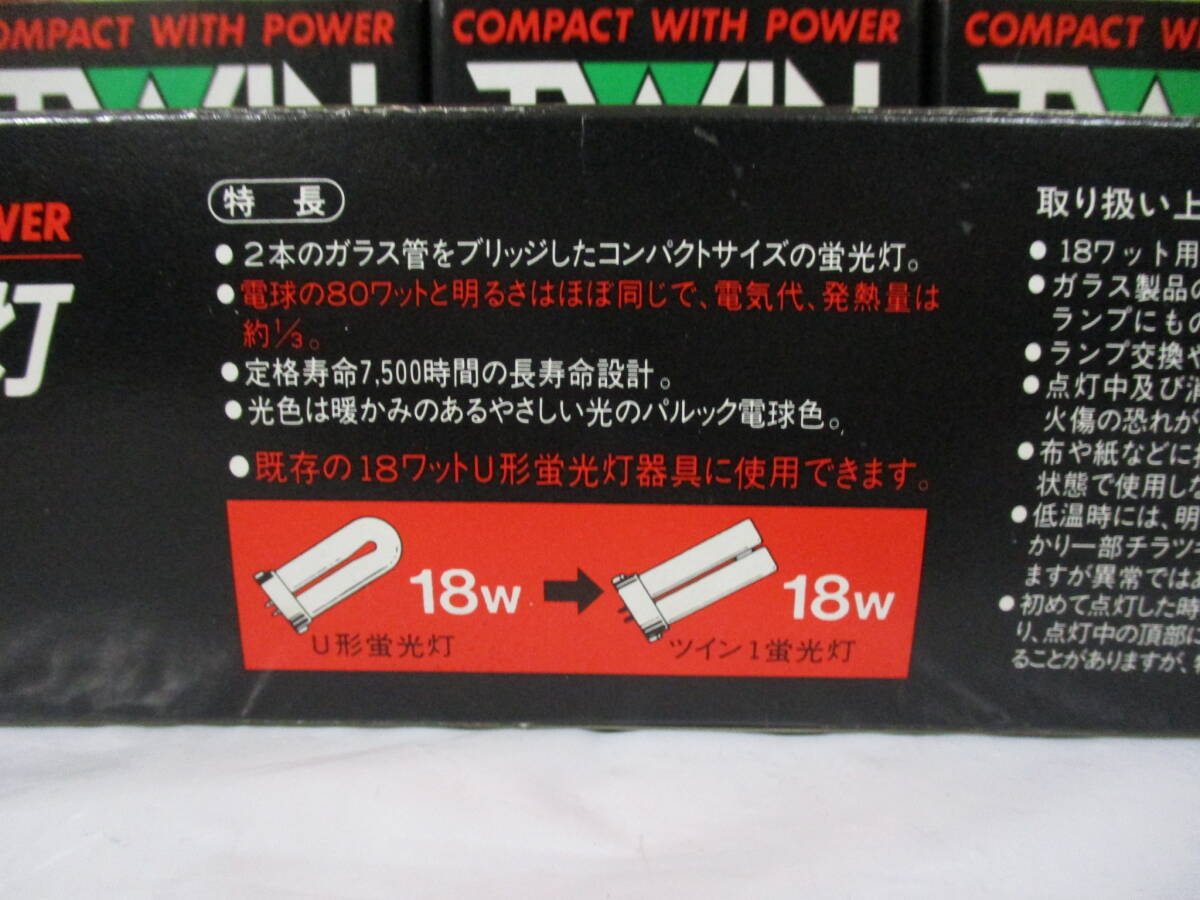 COMPACT WITH POWER
COMPACT WITH POWER
COMPACT
TWIN
TWIN
TWIN
灯
特 長
●2本のガラス管をブリッジしたコンパクトサイズの蛍光灯。
●電球の80ワットと明るさはほぼ同じで、電気代、発熱量は
約1/3。
●定格寿命7,500時間の長寿命設計。
●光色は暖かみのあるやさしい光のパルック電球色。
●既存の18ワットU形蛍光灯器具に使用できます。
18W
18W
U形蛍光灯
ツイン1蛍光灯
取り扱い上
●18ワット用
●ガラス製品の
ランプにもの
●ランプ交換や
●点灯中及び消
火傷の恐れが
●布や紙などに
状態で使用しな
●低温時には、明
かり一部チラツキ
ますが異常ではあ
●初めて点灯した時
り、点灯中の頂部に
ることがありますが、